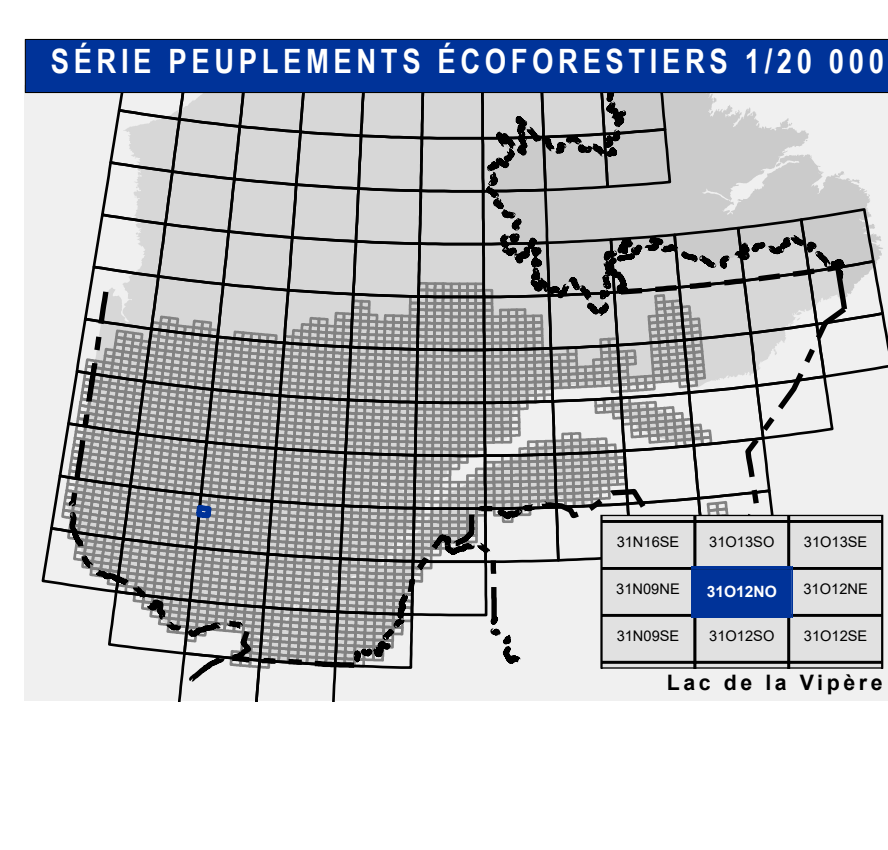 SÉRIE PEUPLEMENTS ÉCOFORESTIERS 1/20 000
31N16SE 31O13SO 31O13SE
31N09NE 31O12NO 31O12NE
31N09SE 31O12SO 31O12SE
Lac de la Vipère